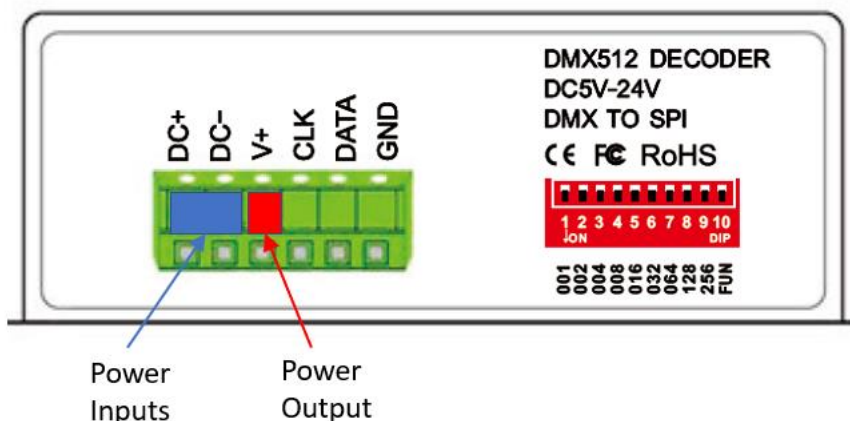 DMX512 DECODER
DC5V-24V
DMX TO SPI
CE FC RoHS
DC+ DC- V+ CLK DATA GND
1 2 3 4 5 6 7 8 9 10
↓ON DIP
001 002 004 008 016 032 064 128 256 FUN
Power Inputs
Power Output